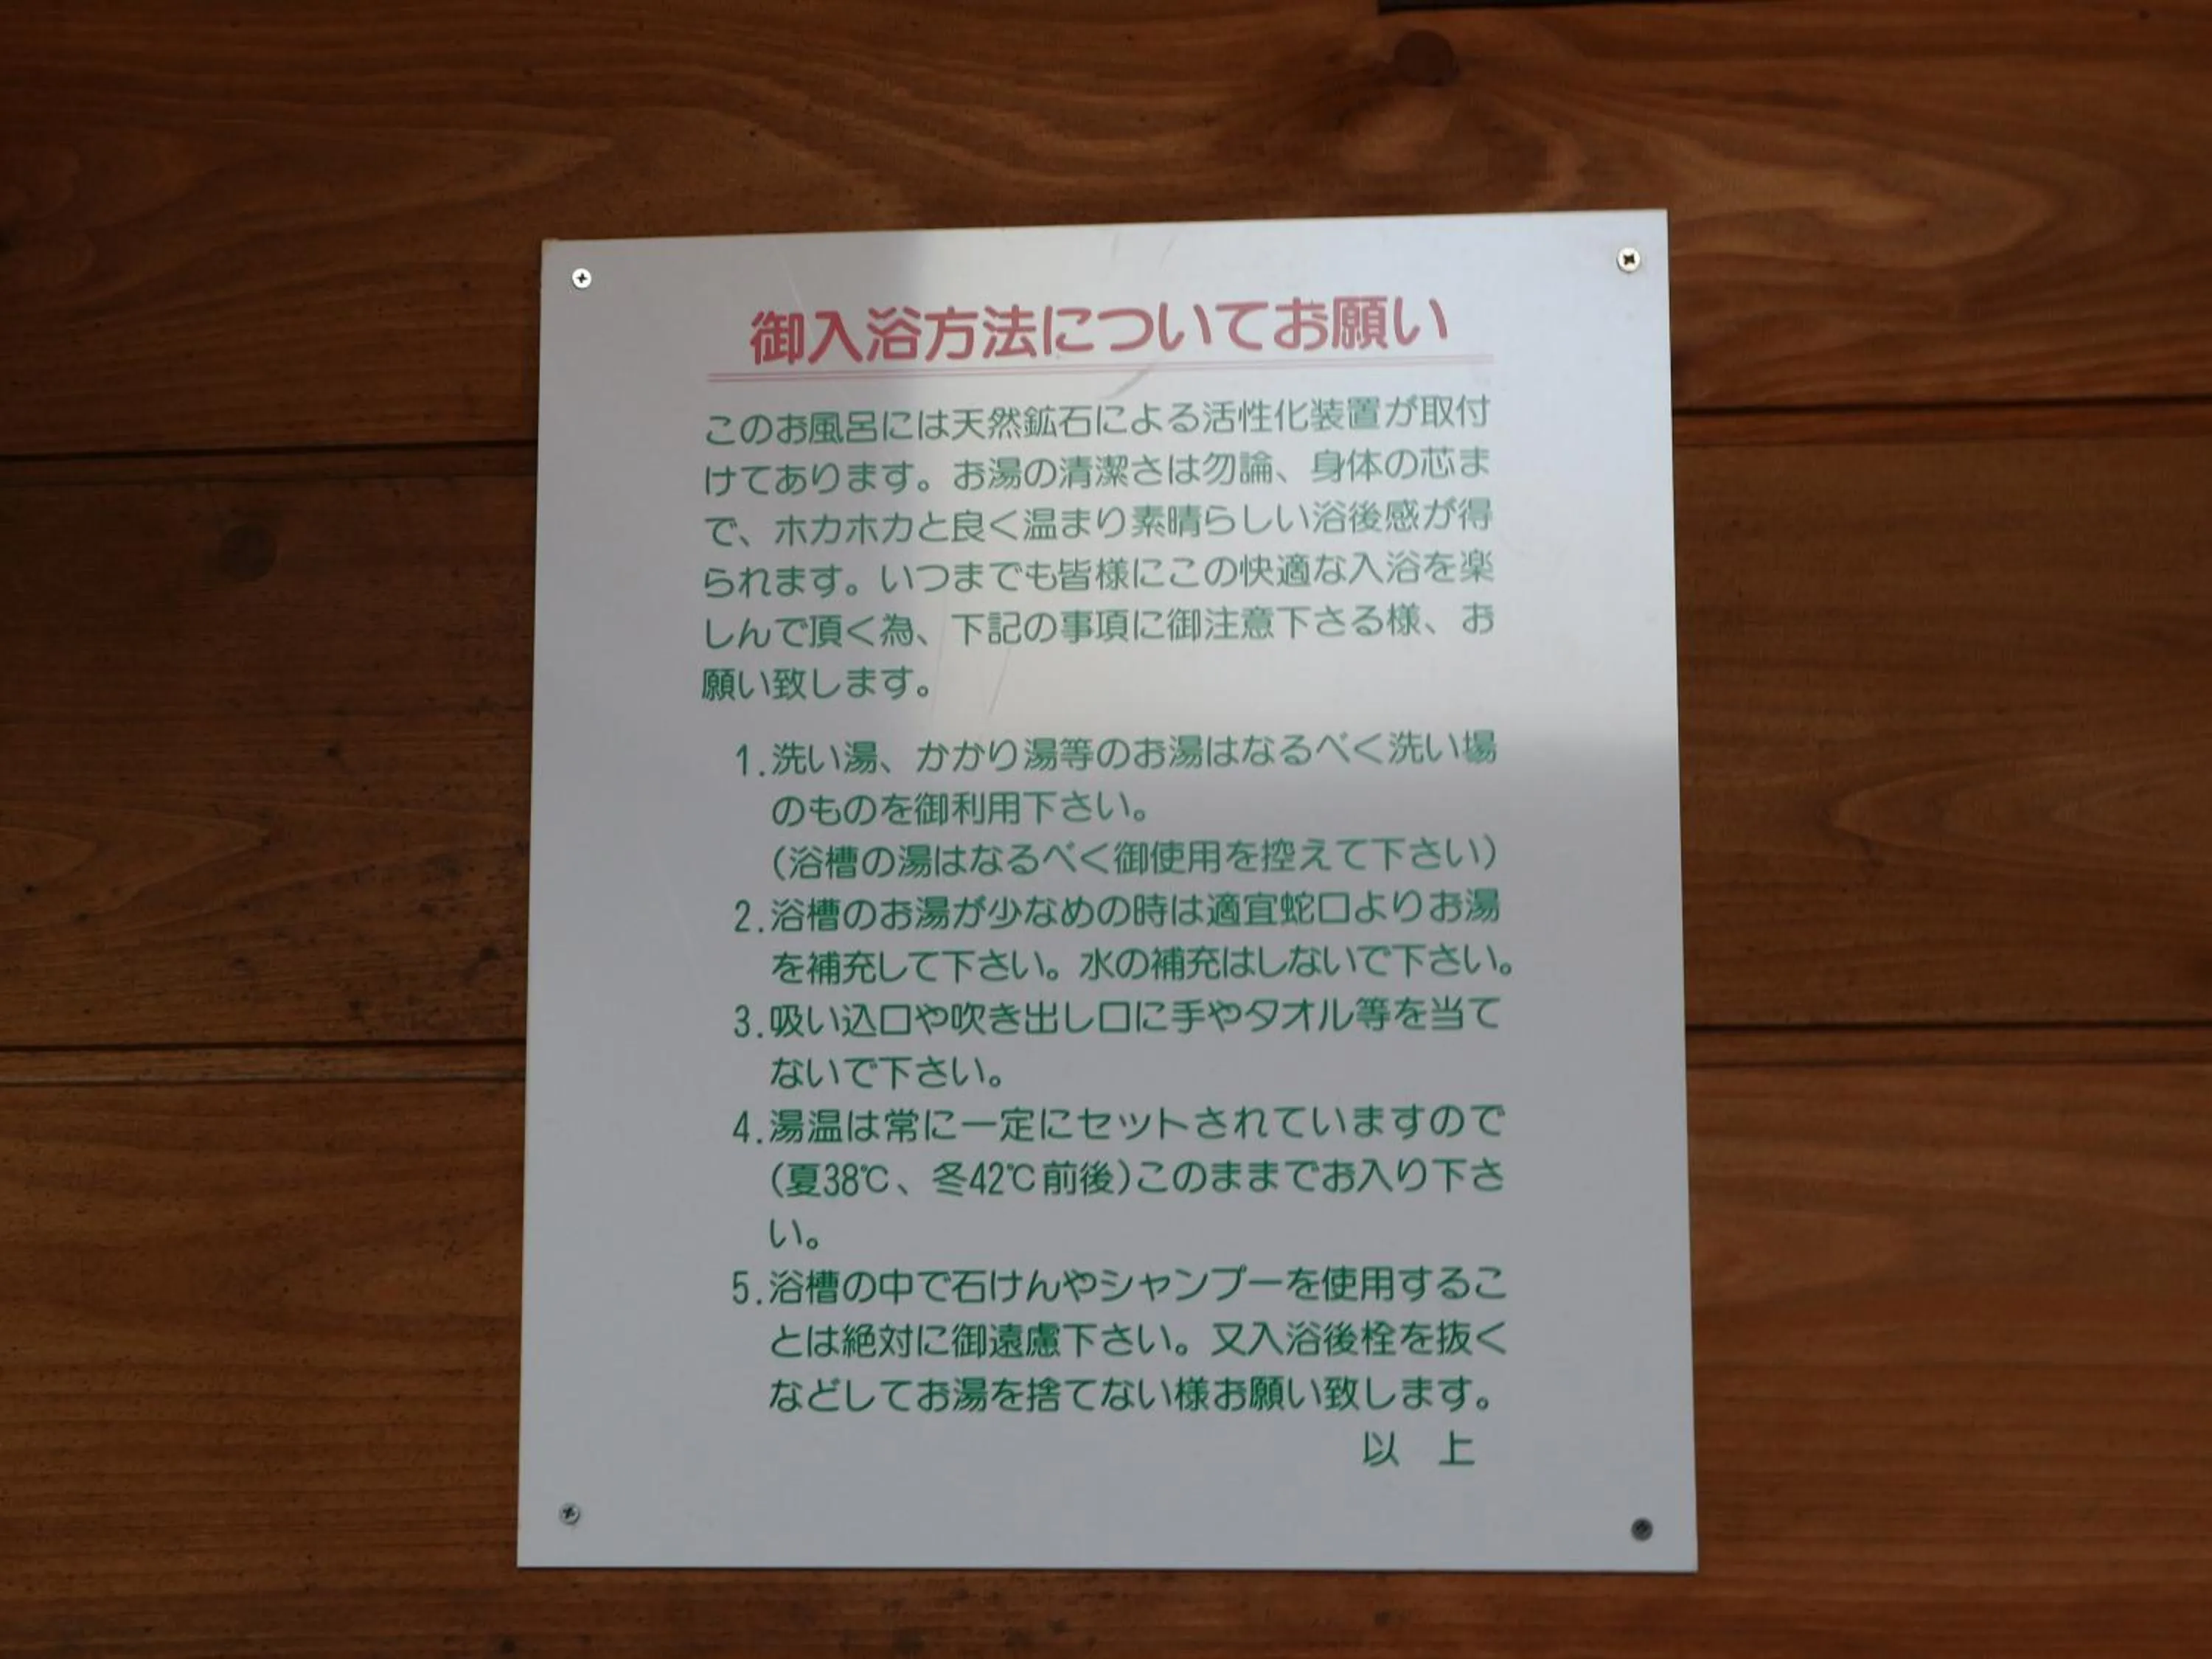 御入浴方法についてお願い
このお風呂には天然鉱石による活性化装置が取付
けてあります。お湯の清潔さは勿論、身体の芯ま
で、ホカホカと良く温まり素晴らしい浴後感が得
られます。いつまでも皆様にこの快適な入浴を楽
しんで頂く為、下記の事項に御注意下さる様、お
願い致します。
1.洗い湯、かかり湯等のお湯はなるべく洗い場
のものを御利用下さい。
(浴槽の湯はなるべく御使用を控えて下さい)
2.浴槽のお湯が少なめの時は適宜蛇口よりお湯
を補充して下さい。水の補充はしないで下さい。
3.吸い込口や吹き出し口に手やタオル等を当て
ないで下さい。
4.湯温は常に一定にセットされていますので
(夏38℃、冬42℃前後)このままでお入り下さ
い。
5.浴槽の中で石けんやシャンプーを使用するこ
とは絶対に御遠慮下さい。又入浴後栓を抜く
などしてお湯を捨てない様お願い致します。
以 上